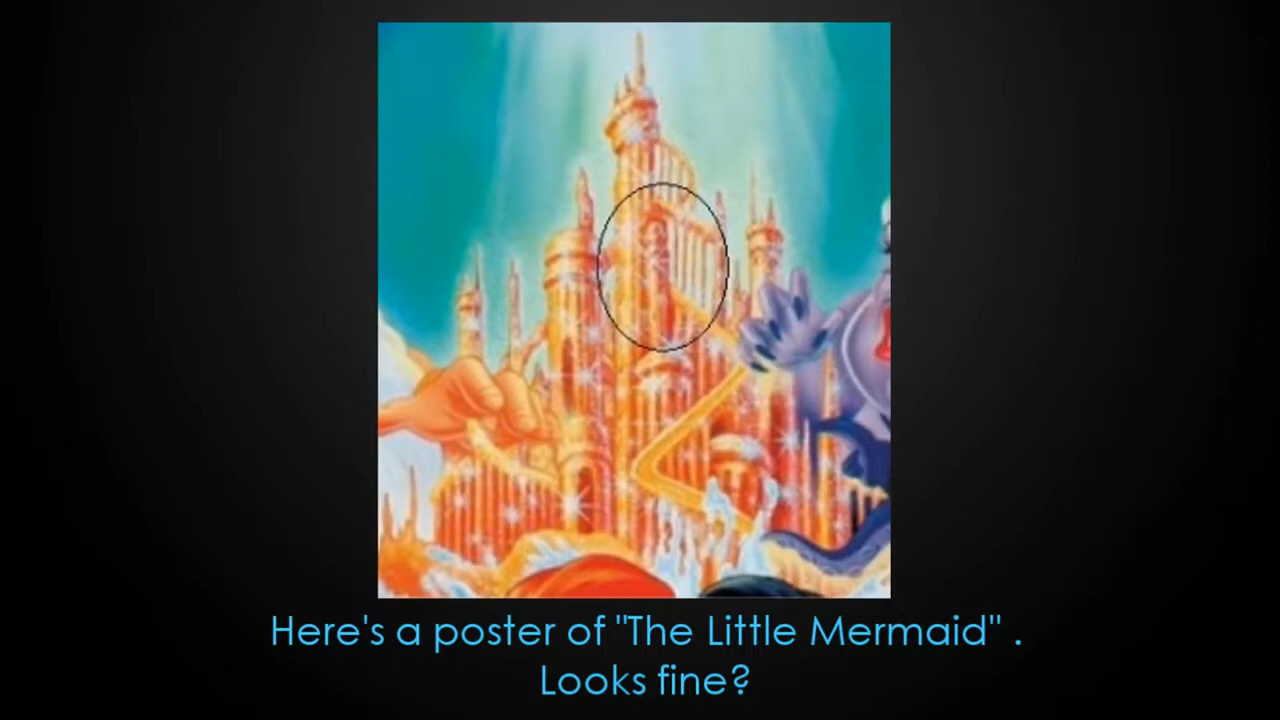 Here's a poster of "The Little Mermaid" .
Looks fine?